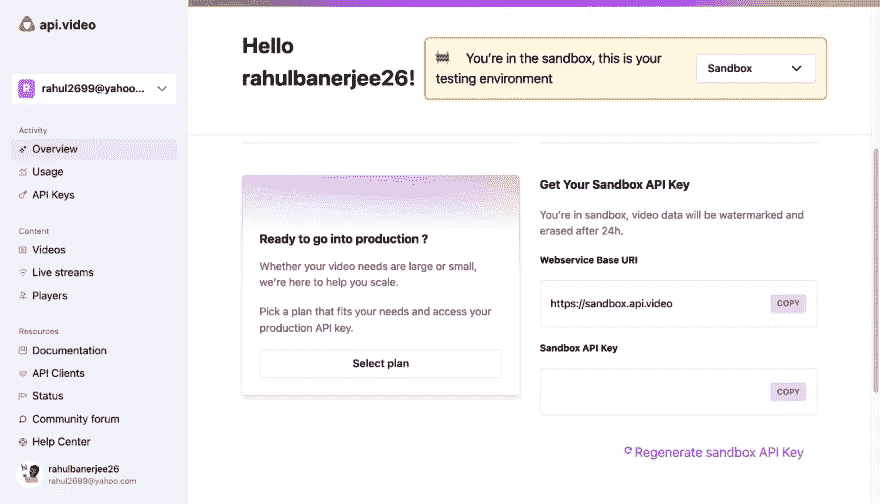 api.video
R rahul2699@yahoo...
Activity
Overview
Usage
API Keys
Content
Videos
Live streams
Players
Resources
Documentation
API Clients
Status
Community forum
Help Center
rahulbanerjee26
rahul2699@yahoo.com
Hello
rahulbanerjee26!
You're in the sandbox, this is your
testing environment
Sandbox
Ready to go into production ?
Whether your video needs are large or small,
we're here to help you scale.
Pick a plan that fits your needs and access your
production API key.
Select plan
Get Your Sandbox API Key
You're in sandbox, video data will be watermarked and
erased after 24h.
Webservice Base URI
https://sandbox.api.video COPY
Sandbox API Key
COPY
Regenerate sandbox API Key